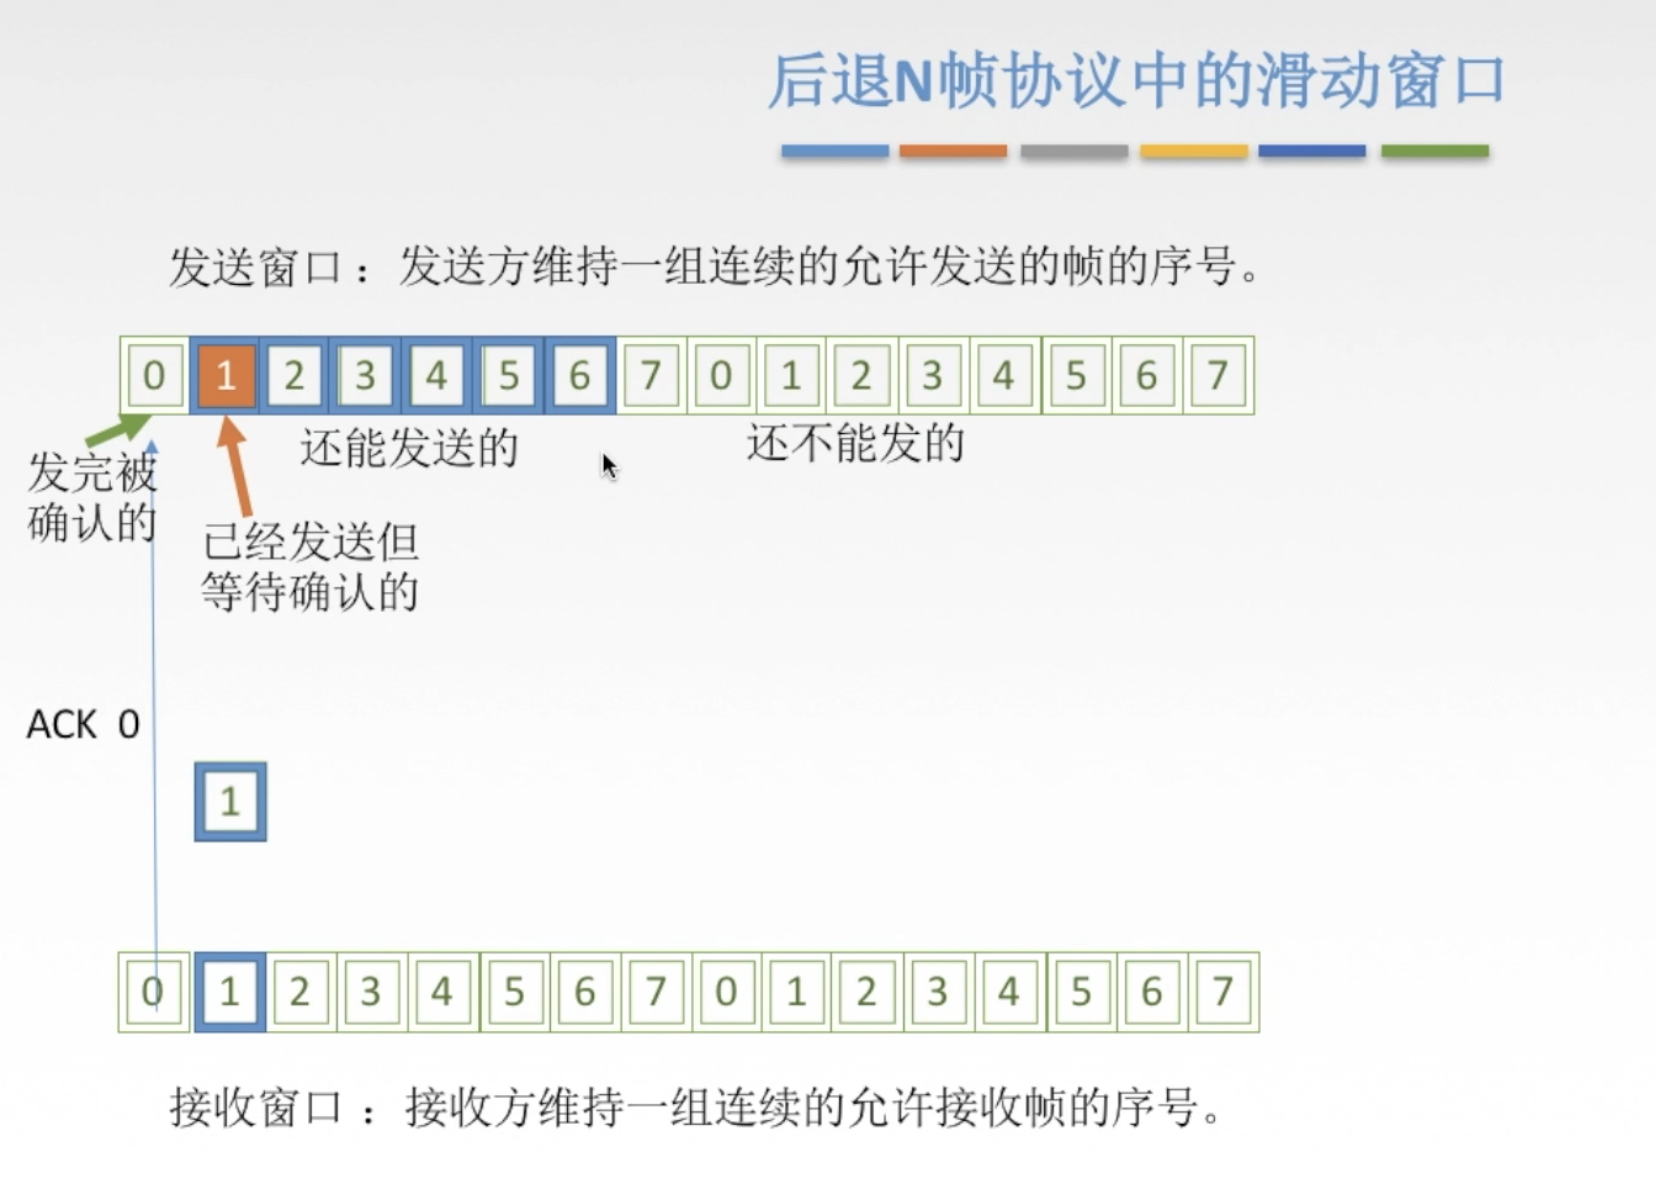 后退N帧协议中的滑动窗口
发送窗口：发送方维持一组连续的允许发送的帧的序号。
0 1 2 3 4 5 6 7 0 1 2 3 4 5 6 7
还能发送的
还不能发的
发完被
确认的
已经发送但
等待确认的
ACK 0
1
0 1 2 3 4 5 6 7 0 1 2 3 4 5 6 7
接收窗口：接收方维持一组连续的允许接收帧的序号。